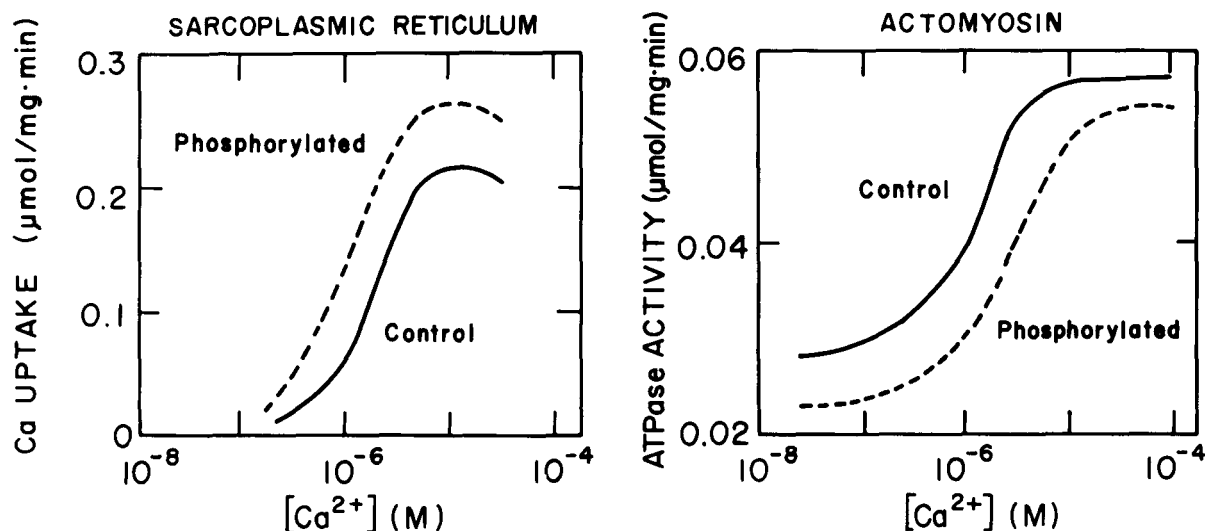 SARCOPLASMIC RETICULUM
Ca UPTAKE (µmol/mg·min)
0.3
0.2
0.1
0
Phosphorylated
Control
10⁻⁸
10⁻⁶
10⁻⁴
[Ca²⁺] (M)
ACTOMYOSIN
ATPase ACTIVITY (µmol/mg·min)
0.06
0.04
0.02
Control
Phosphorylated
10⁻⁸
10⁻⁶
10⁻⁴
[Ca²⁺] (M)